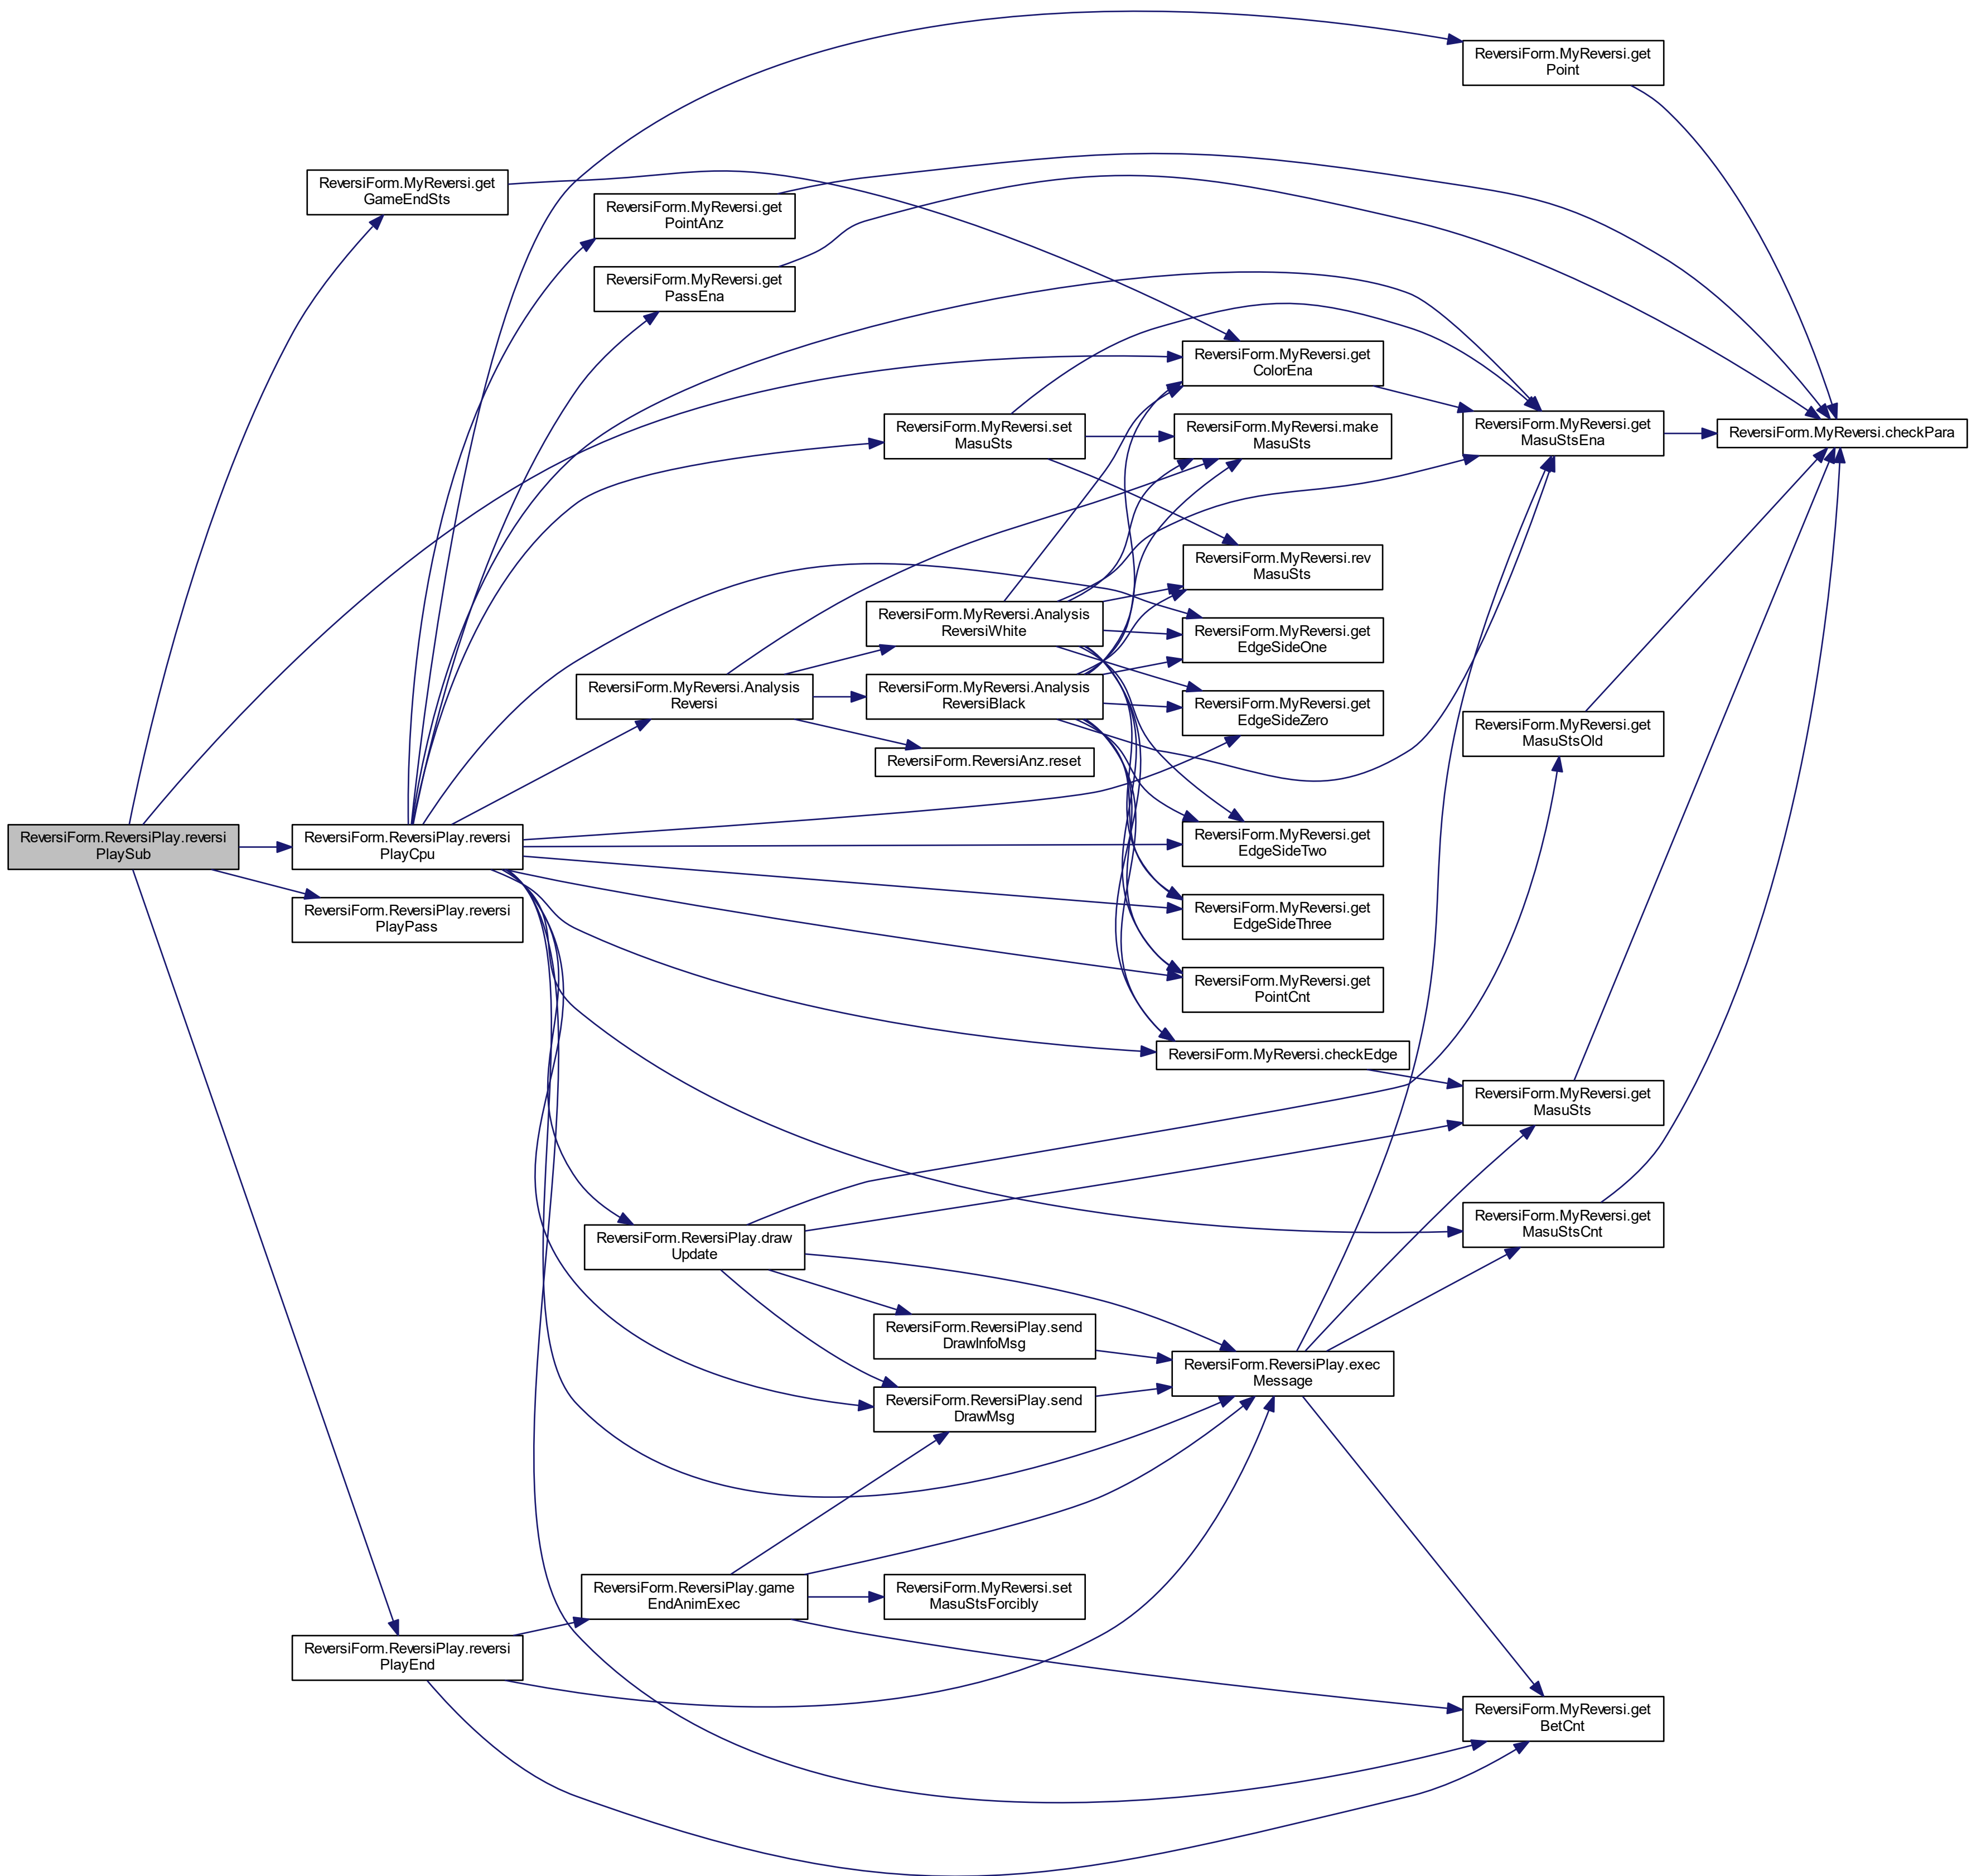 ReversiForm.MyReversi.get
Point
ReversiForm.MyReversi.get
GameEndSts
ReversiForm.MyReversi.get
PointAnz
ReversiForm.MyReversi.get
PassEna
ReversiForm.MyReversi.get
ColorEna
ReversiForm.MyReversi.set
MasuSts
ReversiForm.MyReversi.make
MasuSts
ReversiForm.MyReversi.get
MasuStsEna
ReversiForm.MyReversi.checkPara
ReversiForm.MyReversi.rev
MasuSts
ReversiForm.MyReversi.Analysis
ReversiWhite
ReversiForm.MyReversi.get
EdgeSideOne
ReversiForm.MyReversi.Analysis
Reversi
ReversiForm.MyReversi.Analysis
ReversiBlack
ReversiForm.MyReversi.get
EdgeSideZero
ReversiForm.MyReversi.get
MasuStsOld
ReversiForm.ReversiAnz.reset
ReversiForm.ReversiPlay.reversi
PlaySub
ReversiForm.ReversiPlay.reversi
PlayCpu
ReversiForm.MyReversi.get
EdgeSideTwo
ReversiForm.ReversiPlay.reversi
PlayPass
ReversiForm.MyReversi.get
EdgeSideThree
ReversiForm.MyReversi.get
PointCnt
ReversiForm.MyReversi.checkEdge
ReversiForm.MyReversi.get
MasuSts
ReversiForm.MyReversi.get
MasuStsCnt
ReversiForm.ReversiPlay.draw
Update
ReversiForm.ReversiPlay.send
DrawInfoMsg
ReversiForm.ReversiPlay.exec
Message
ReversiForm.ReversiPlay.send
DrawMsg
ReversiForm.ReversiPlay.game
EndAnimExec
ReversiForm.MyReversi.set
MasuStsForcibly
ReversiForm.ReversiPlay.reversi
PlayEnd
ReversiForm.MyReversi.get
BetCnt